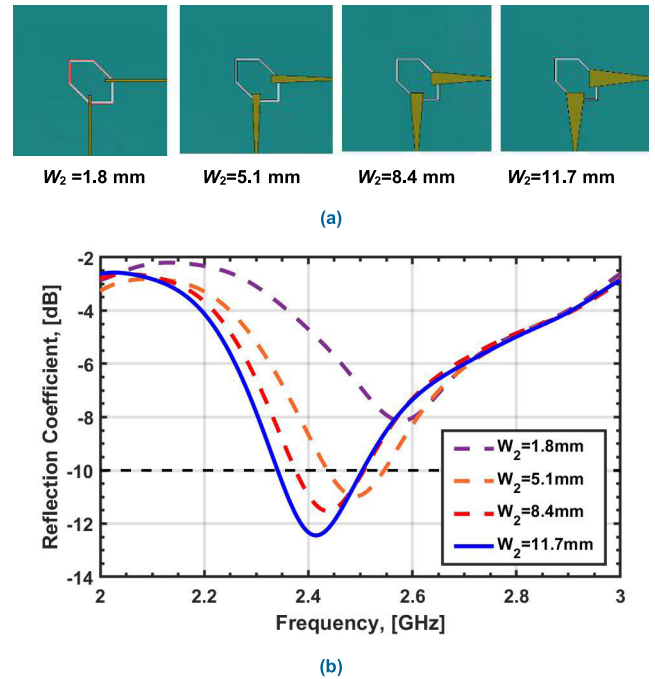 W2 =1.8 mm W2=5.1 mm W2=8.4 mm W2=11.7 mm
(a)
-2
-4
-6
-8
-10
-12
-14
Reflection Coefficient, [dB]
W2=1.8mm
W2=5.1mm
W2=8.4mm
W2=11.7mm
2 2.2 2.4 2.6 2.8 3
Frequency, [GHz]
(b)